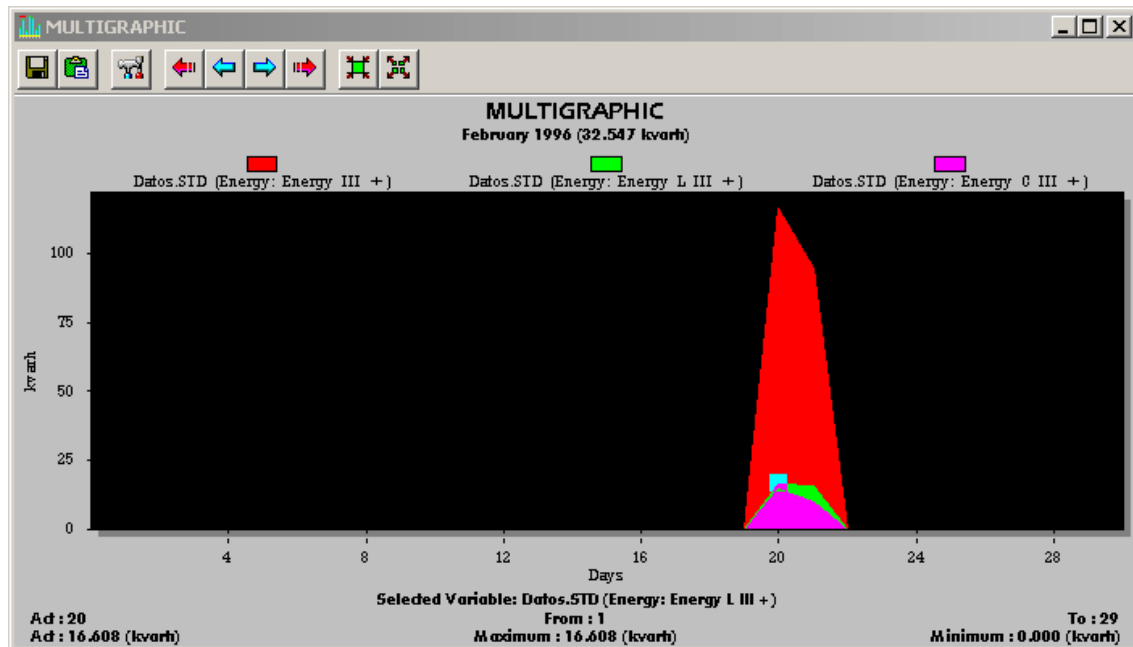 MULTIGRAPHIC
MULTIGRAPHIC
February 1996 (32.547 kvarh)
Datos.STD (Energy: Energy III +) Datos.STD (Energy: Energy L III +) Datos.STD (Energy: Energy C III +)
100
75
50
25
0
kvarh
4 8 12 16 20 24 28
Days
Selected Variable: Datos.STD (Energy: Energy L III +)
Act : 20 From : 1 To : 29
Act : 16.608 (kvarh) Maximum : 16.608 (kvarh) Minimum : 0.000 (kvarh)